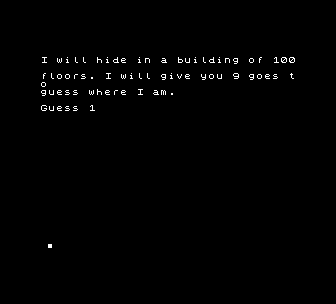 I will hide in a building of 100
floors. I will give you 9 goes t
o
guess where I am.
Guess 1